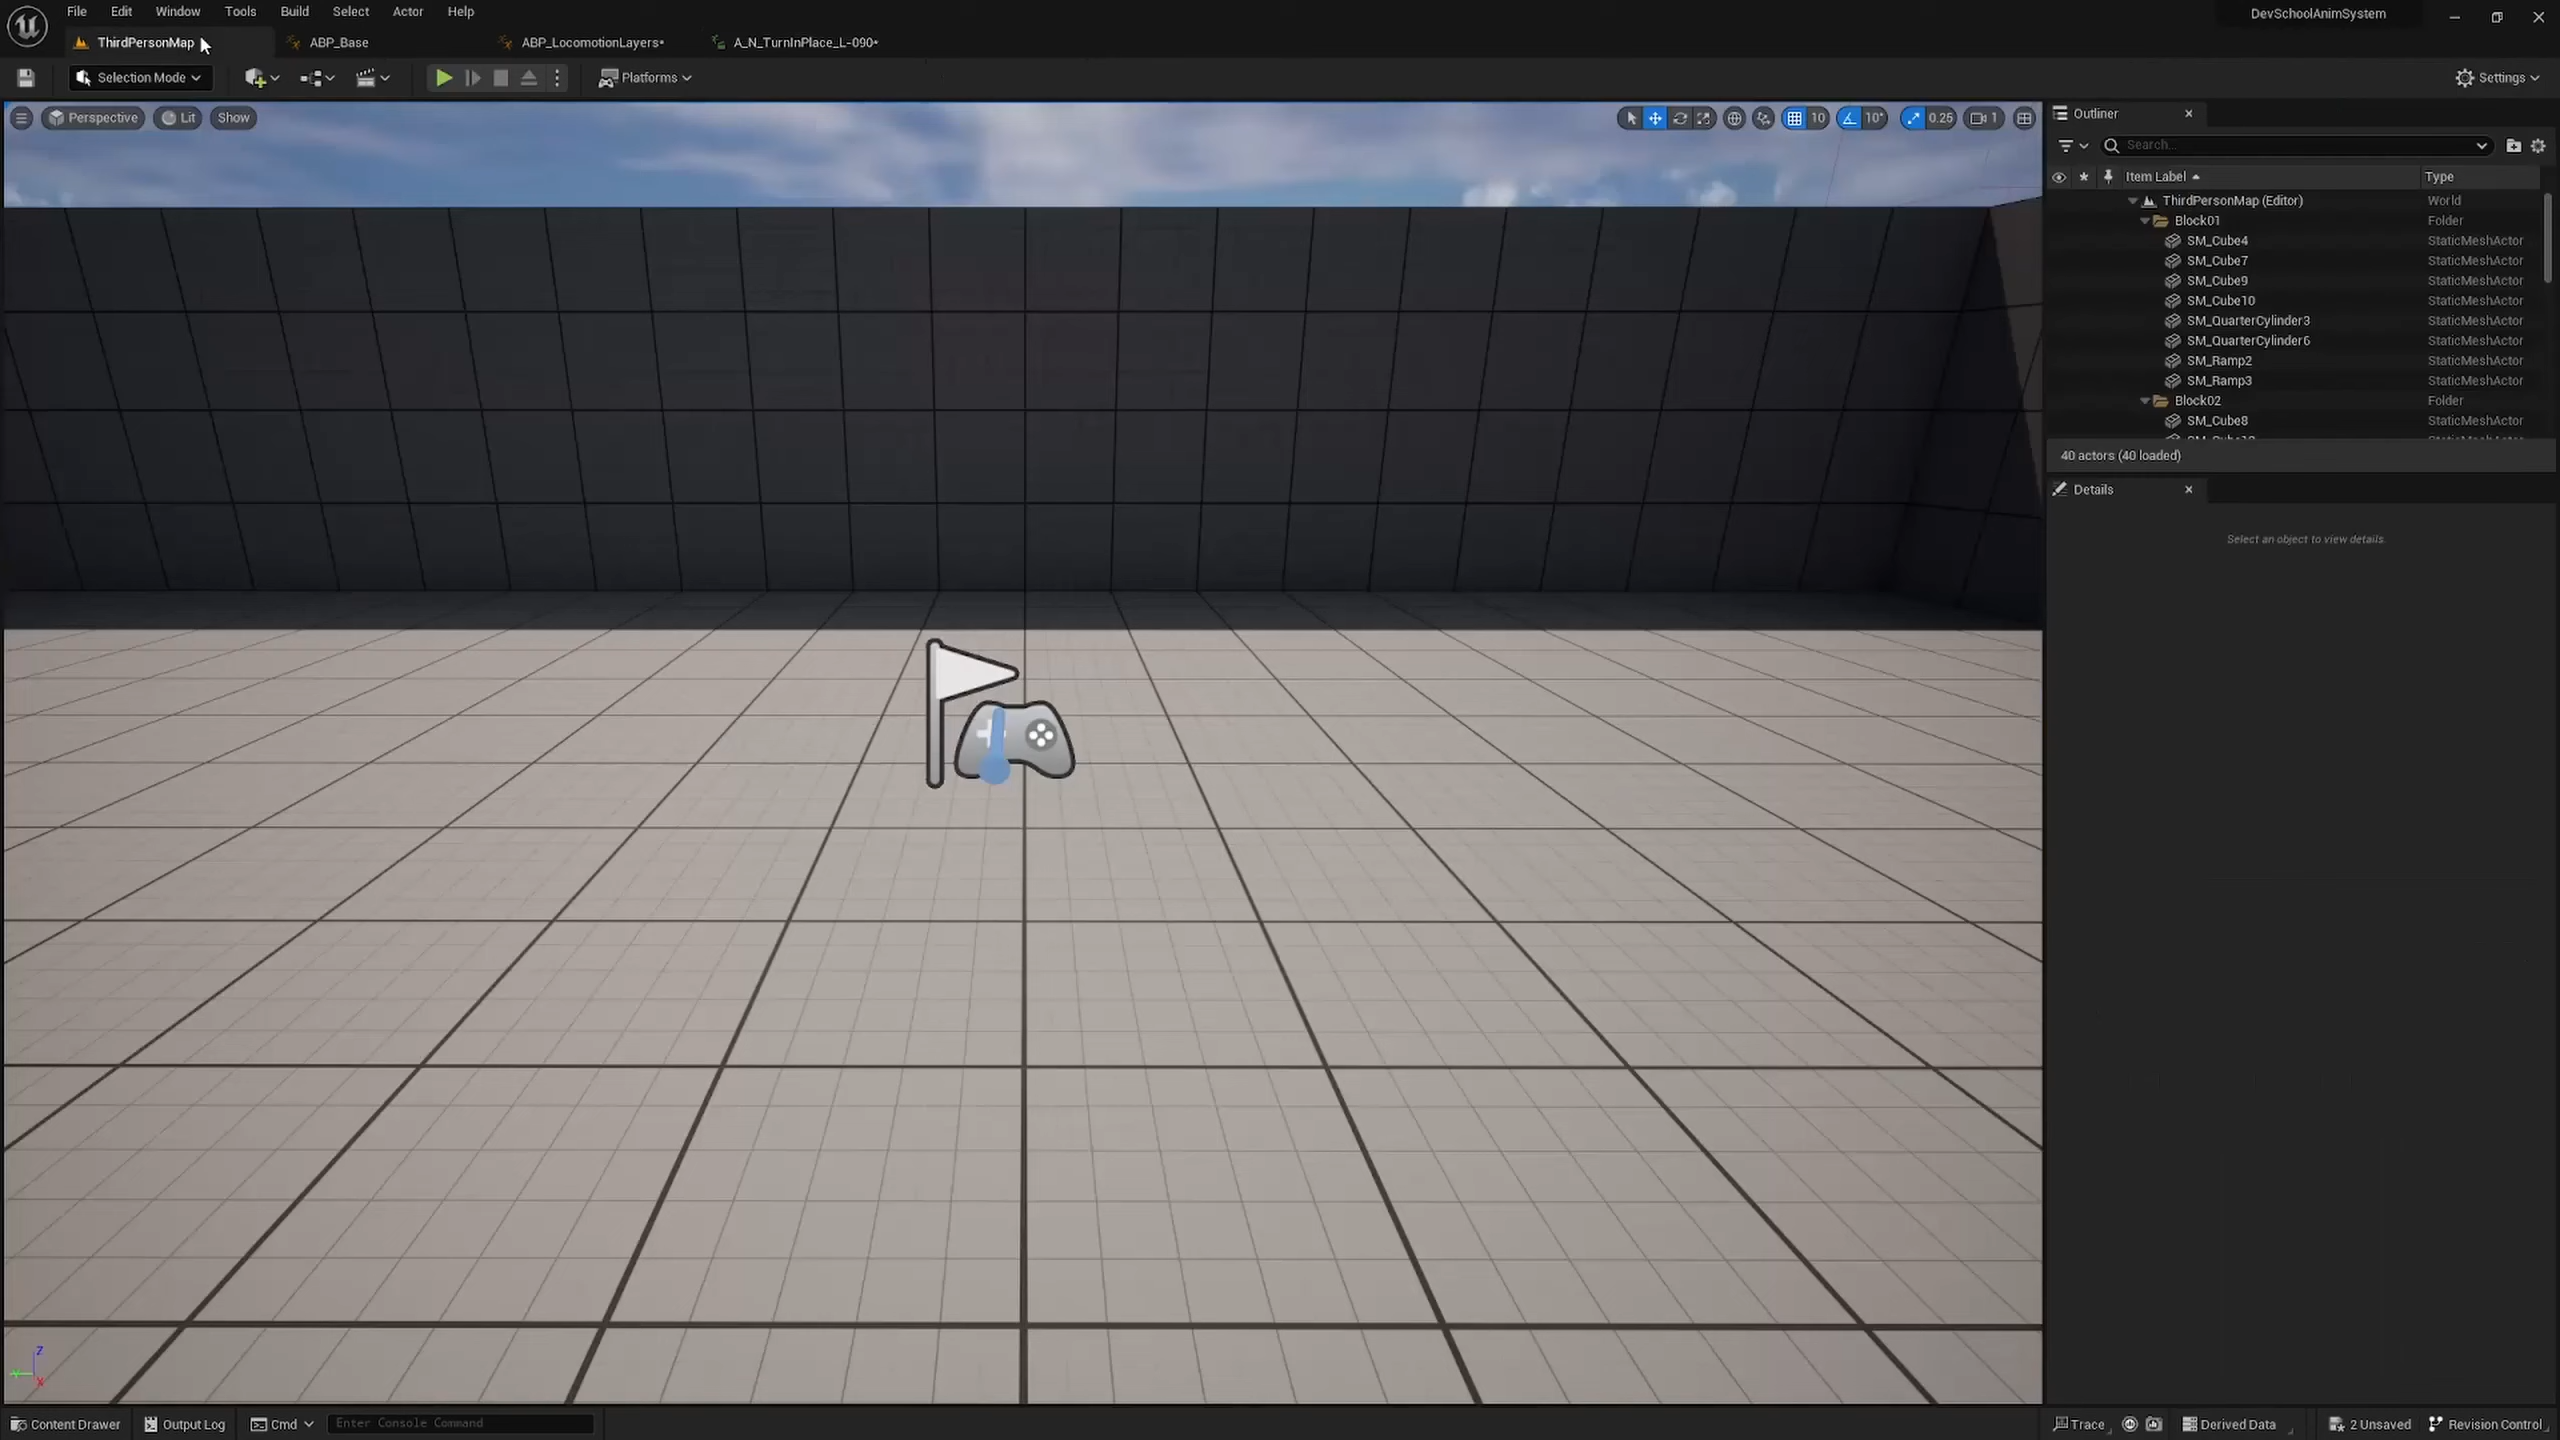 File Edit Window Tools Build Select Actor Help
DevSchoolAnimSystem
ThirdPersonMap
ABP_Base
ABP_LocomotionLayers•
A_N_TurnInPlace_L-090•
Selection Mode
Platforms
Settings
Perspective
Lit
Show
10
10°
0.25
1
Outliner
Search...
Item Label
Type
ThirdPersonMap (Editor) World
Block01 Folder
SM_Cube4 StaticMeshActor
SM_Cube7 StaticMeshActor
SM_Cube9 StaticMeshActor
SM_Cube10 StaticMeshActor
SM_QuarterCylinder3 StaticMeshActor
SM_QuarterCylinder6 StaticMeshActor
SM_Ramp2 StaticMeshActor
SM_Ramp3 StaticMeshActor
Block02 Folder
SM_Cube8 StaticMeshActor
40 actors (40 loaded)
Details
Select an object to view details.
Z
X
Content Drawer
Output Log
Cmd
Enter Console Command
Trace
Derived Data
2 Unsaved
Revision Control